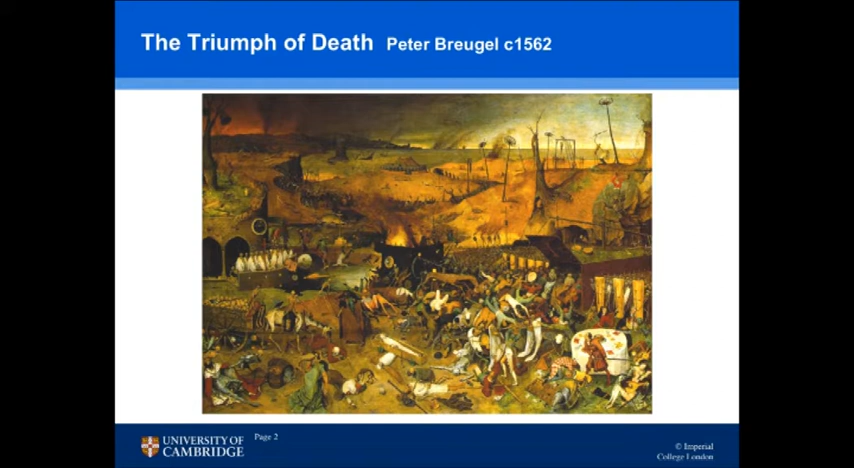 The Triumph of Death Peter Breugel c1562
UNIVERSITY OF
CAMBRIDGE
Page 2
© Imperial
College London